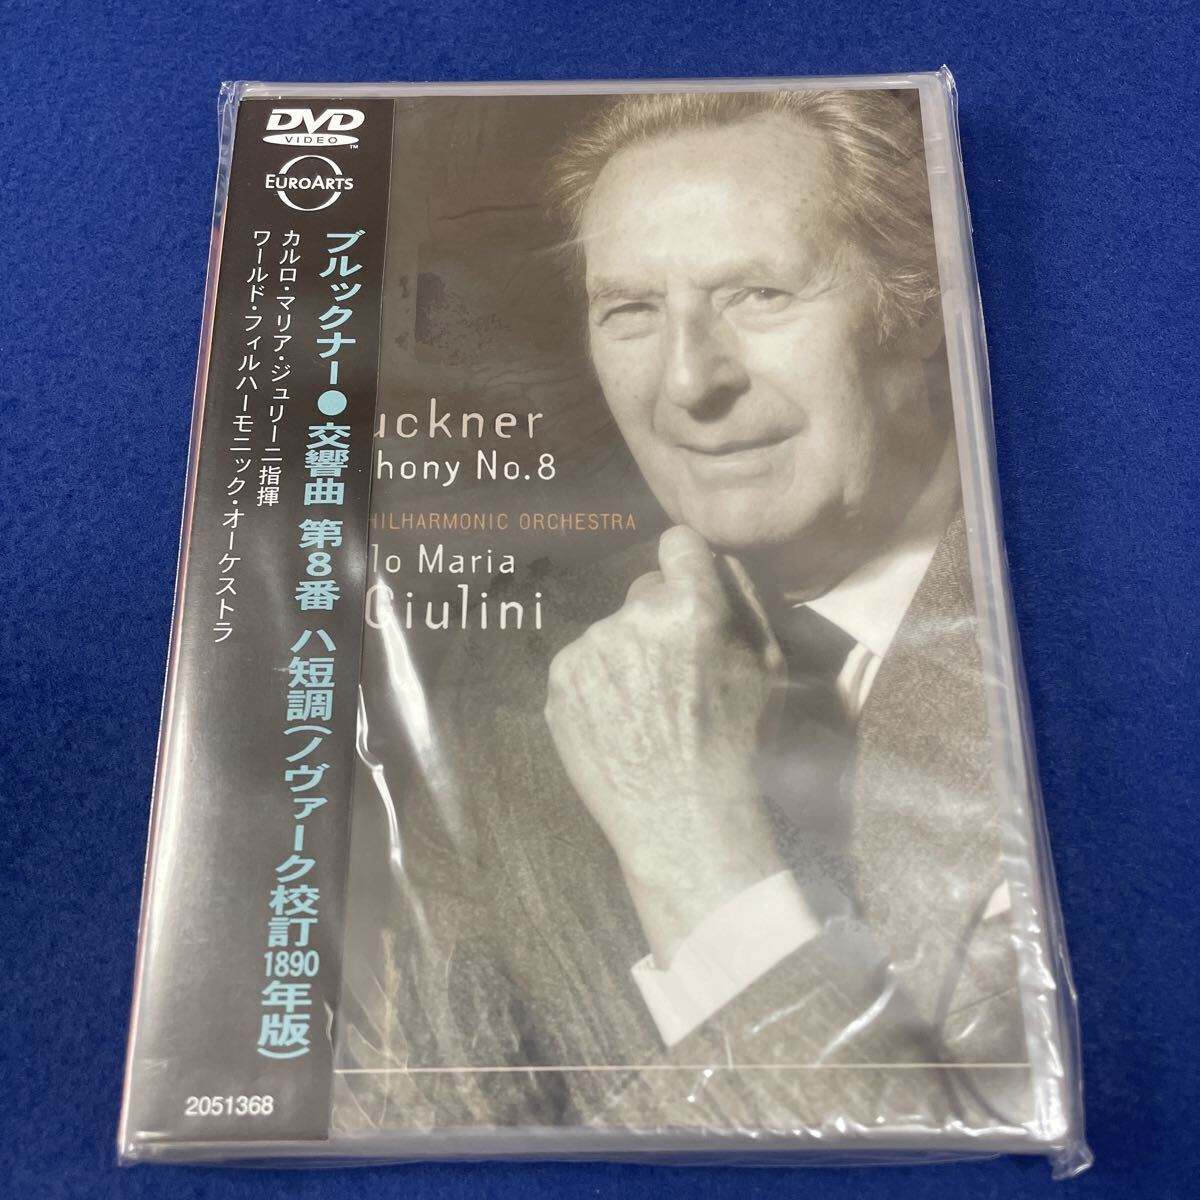 DVD
VIDEO
TM
EUROARTS
ブルックナー●交響曲 第8番 ハ短調(ノヴァーク校訂1890年版)
カルロ・マリア・ジュリーニ指揮
ワールド・フィルハーモニック・オーケストラ
2051368
uckner
hony No.8
HILHARMONIC ORCHESTRA
lo Maria
Giulini